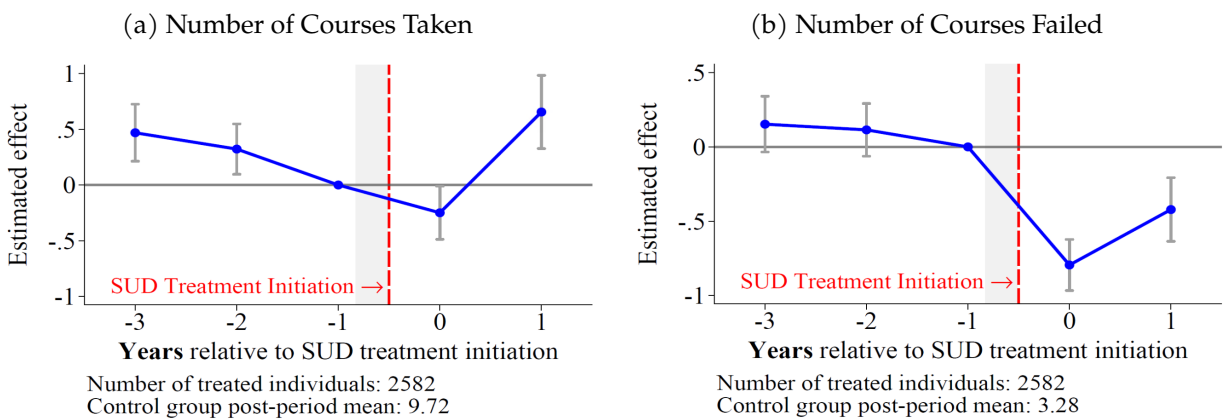 (a) Number of Courses Taken
Estimated effect
1
.5
0
-.5
-1
SUD Treatment Initiation →
-3 -2 -1 0 1
Years relative to SUD treatment initiation
Number of treated individuals: 2582
Control group post-period mean: 9.72
(b) Number of Courses Failed
Estimated effect
.5
0
-.5
-1
SUD Treatment Initiation →
-3 -2 -1 0 1
Years relative to SUD treatment initiation
Number of treated individuals: 2582
Control group post-period mean: 3.28